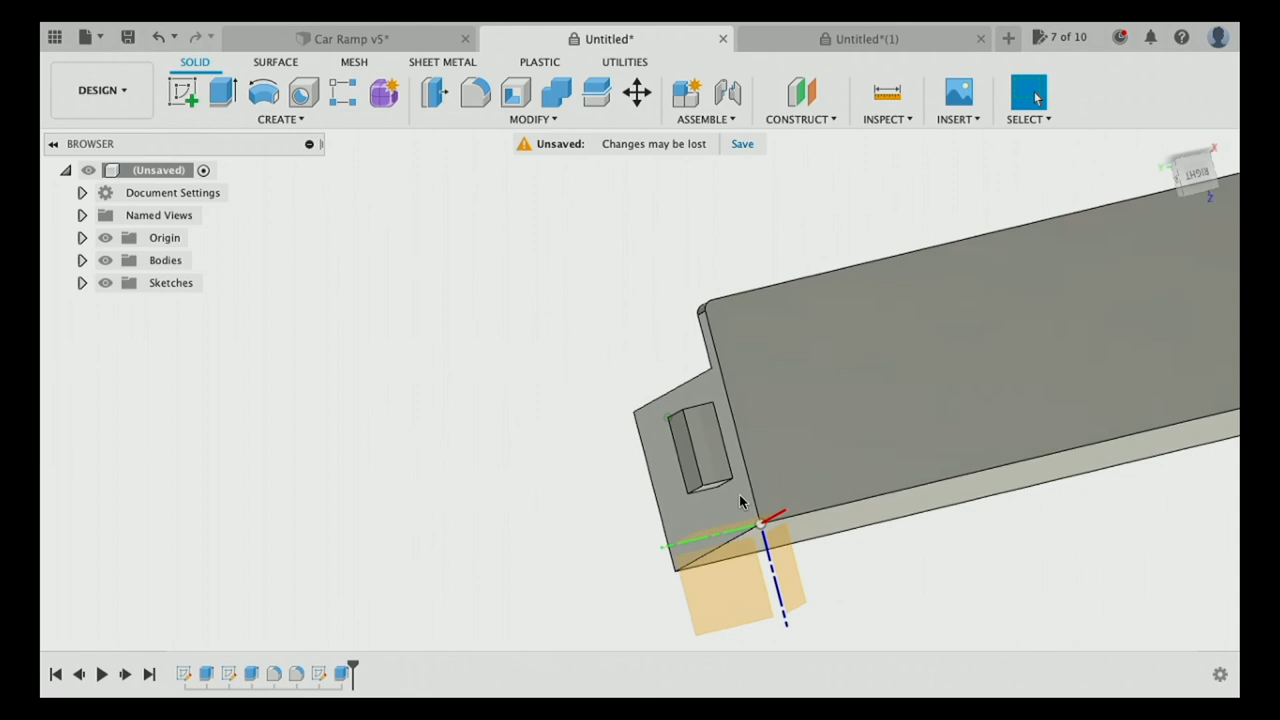 Car Ramp v5*
Untitled*
Untitled*(1)
7 of 10
SOLID
SURFACE
MESH
SHEET METAL
PLASTIC
UTILITIES
DESIGN
CREATE
MODIFY
ASSEMBLE
CONSTRUCT
INSPECT
INSERT
SELECT
BROWSER
Unsaved: Changes may be lost Save
(Unsaved)
Document Settings
Named Views
Origin
Bodies
Sketches
X
Y
RIGHT
Z